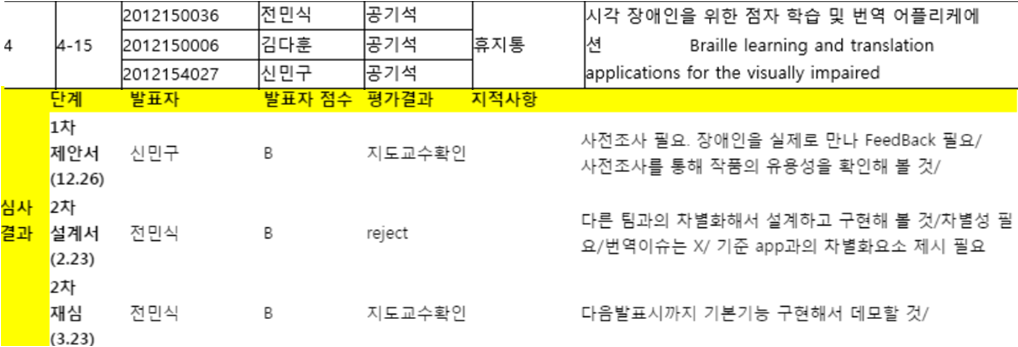 4 4-15 2012150036 전민식 공기석 휴지통 시각 장애인을 위한 점자 학습 및 번역 어플리케에
2012150006 김다훈 공기석 션 Braille learning and translation
2012154027 신민구 공기석 applications for the visually impaired
단계 발표자 발표자 점수 평가결과 지적사항
심사
결과
1차
제안서
(12.26)
신민구 B 지도교수확인
사전조사 필요. 장애인을 실제로 만나 FeedBack 필요/
사전조사를 통해 작품의 유용성을 확인해 볼 것/
2차
설계서
(2.23)
전민식 B reject
다른 팀과의 차별화해서 설계하고 구현해 볼 것/차별성 필
요/번역이슈는 X/ 기준 app과의 차별화요소 제시 필요
2차
재심
(3.23)
전민식 B 지도교수확인
다음발표시까지 기본기능 구현해서 데모할 것/